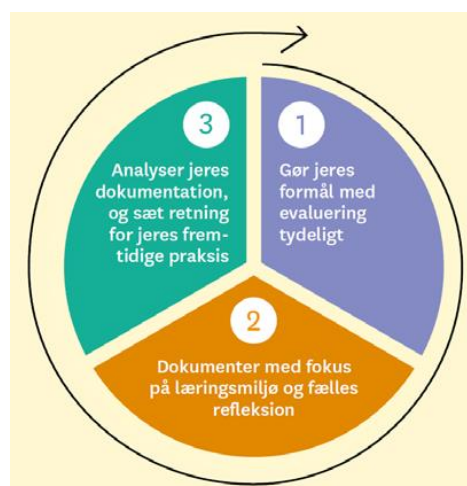 1
Gør jeres
formål med
evaluering
tydeligt
2
Dokumenter med fokus
på læringsmiljø og fælles
refleksion
3
Analyser jeres
dokumentation,
og sæt retning
for jeres frem-
tidige praksis